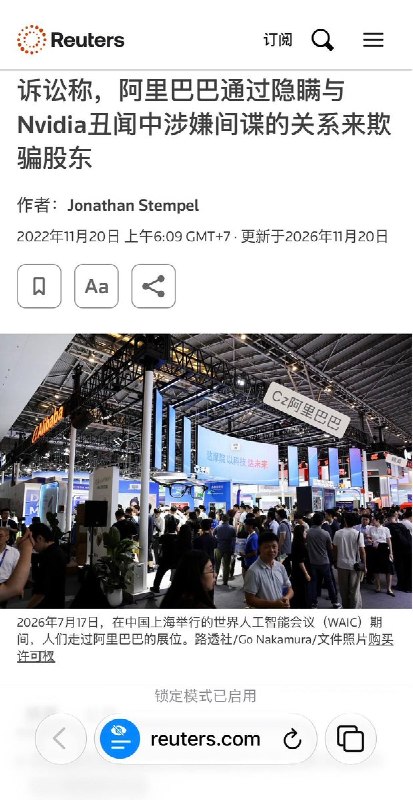 Reuters
订阅
诉讼称，阿里巴巴通过隐瞒与
Nvidia丑闻中涉嫌间谍的关系来欺
骗股东
作者：Jonathan Stempel
2022年11月20日 上午6:09 GMT+7 · 更新于2026年11月20日
Aa
Cz阿里巴巴
2026年7月17日，在中国上海举行的世界人工智能会议（WAIC）期
间，人们走过阿里巴巴的展位。路透社/Go Nakamura/文件照片购买
许可权
锁定模式已启用
reuters.com